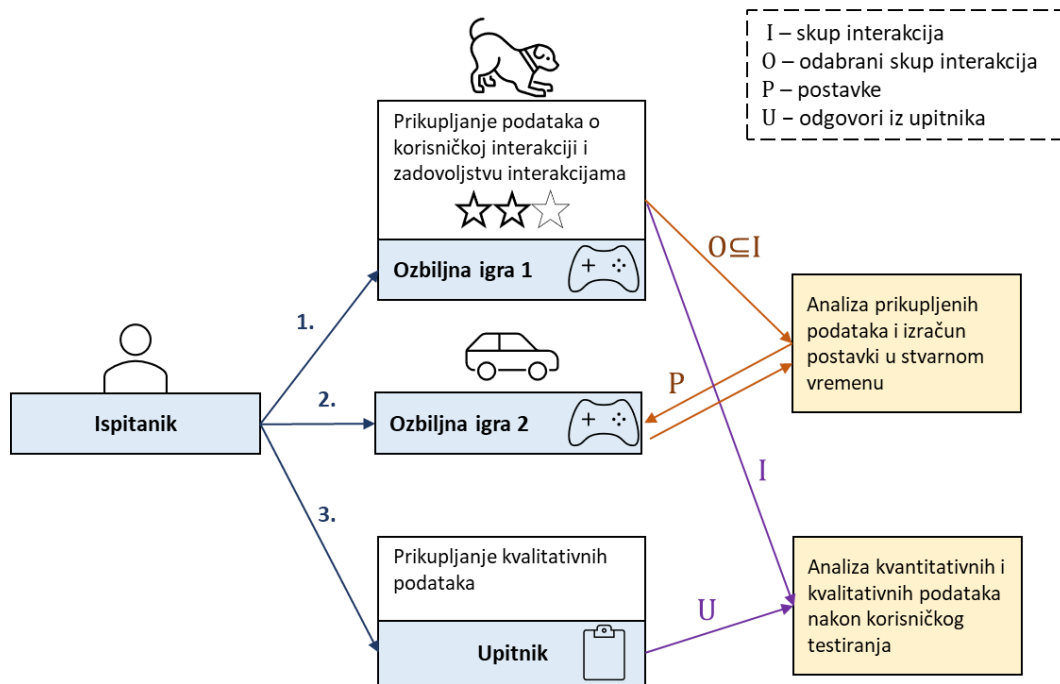 I – skup interakcija
O – odabrani skup interakcija
P – postavke
U – odgovori iz upitnika
Prikupljanje podataka o
korisničkoj interakciji i
zadovoljstvu interakcijama
Ozbiljna igra 1
O⊆I
Analiza prikupljenih
podataka i izračun
postavki u stvarnom
vremenu
1.
P
Ispitanik
2.
Ozbiljna igra 2
I
3.
Prikupljanje kvalitativnih
podataka
Upitnik
U
Analiza kvantitativnih i
kvalitativnih podataka
nakon korisničkog
testiranja